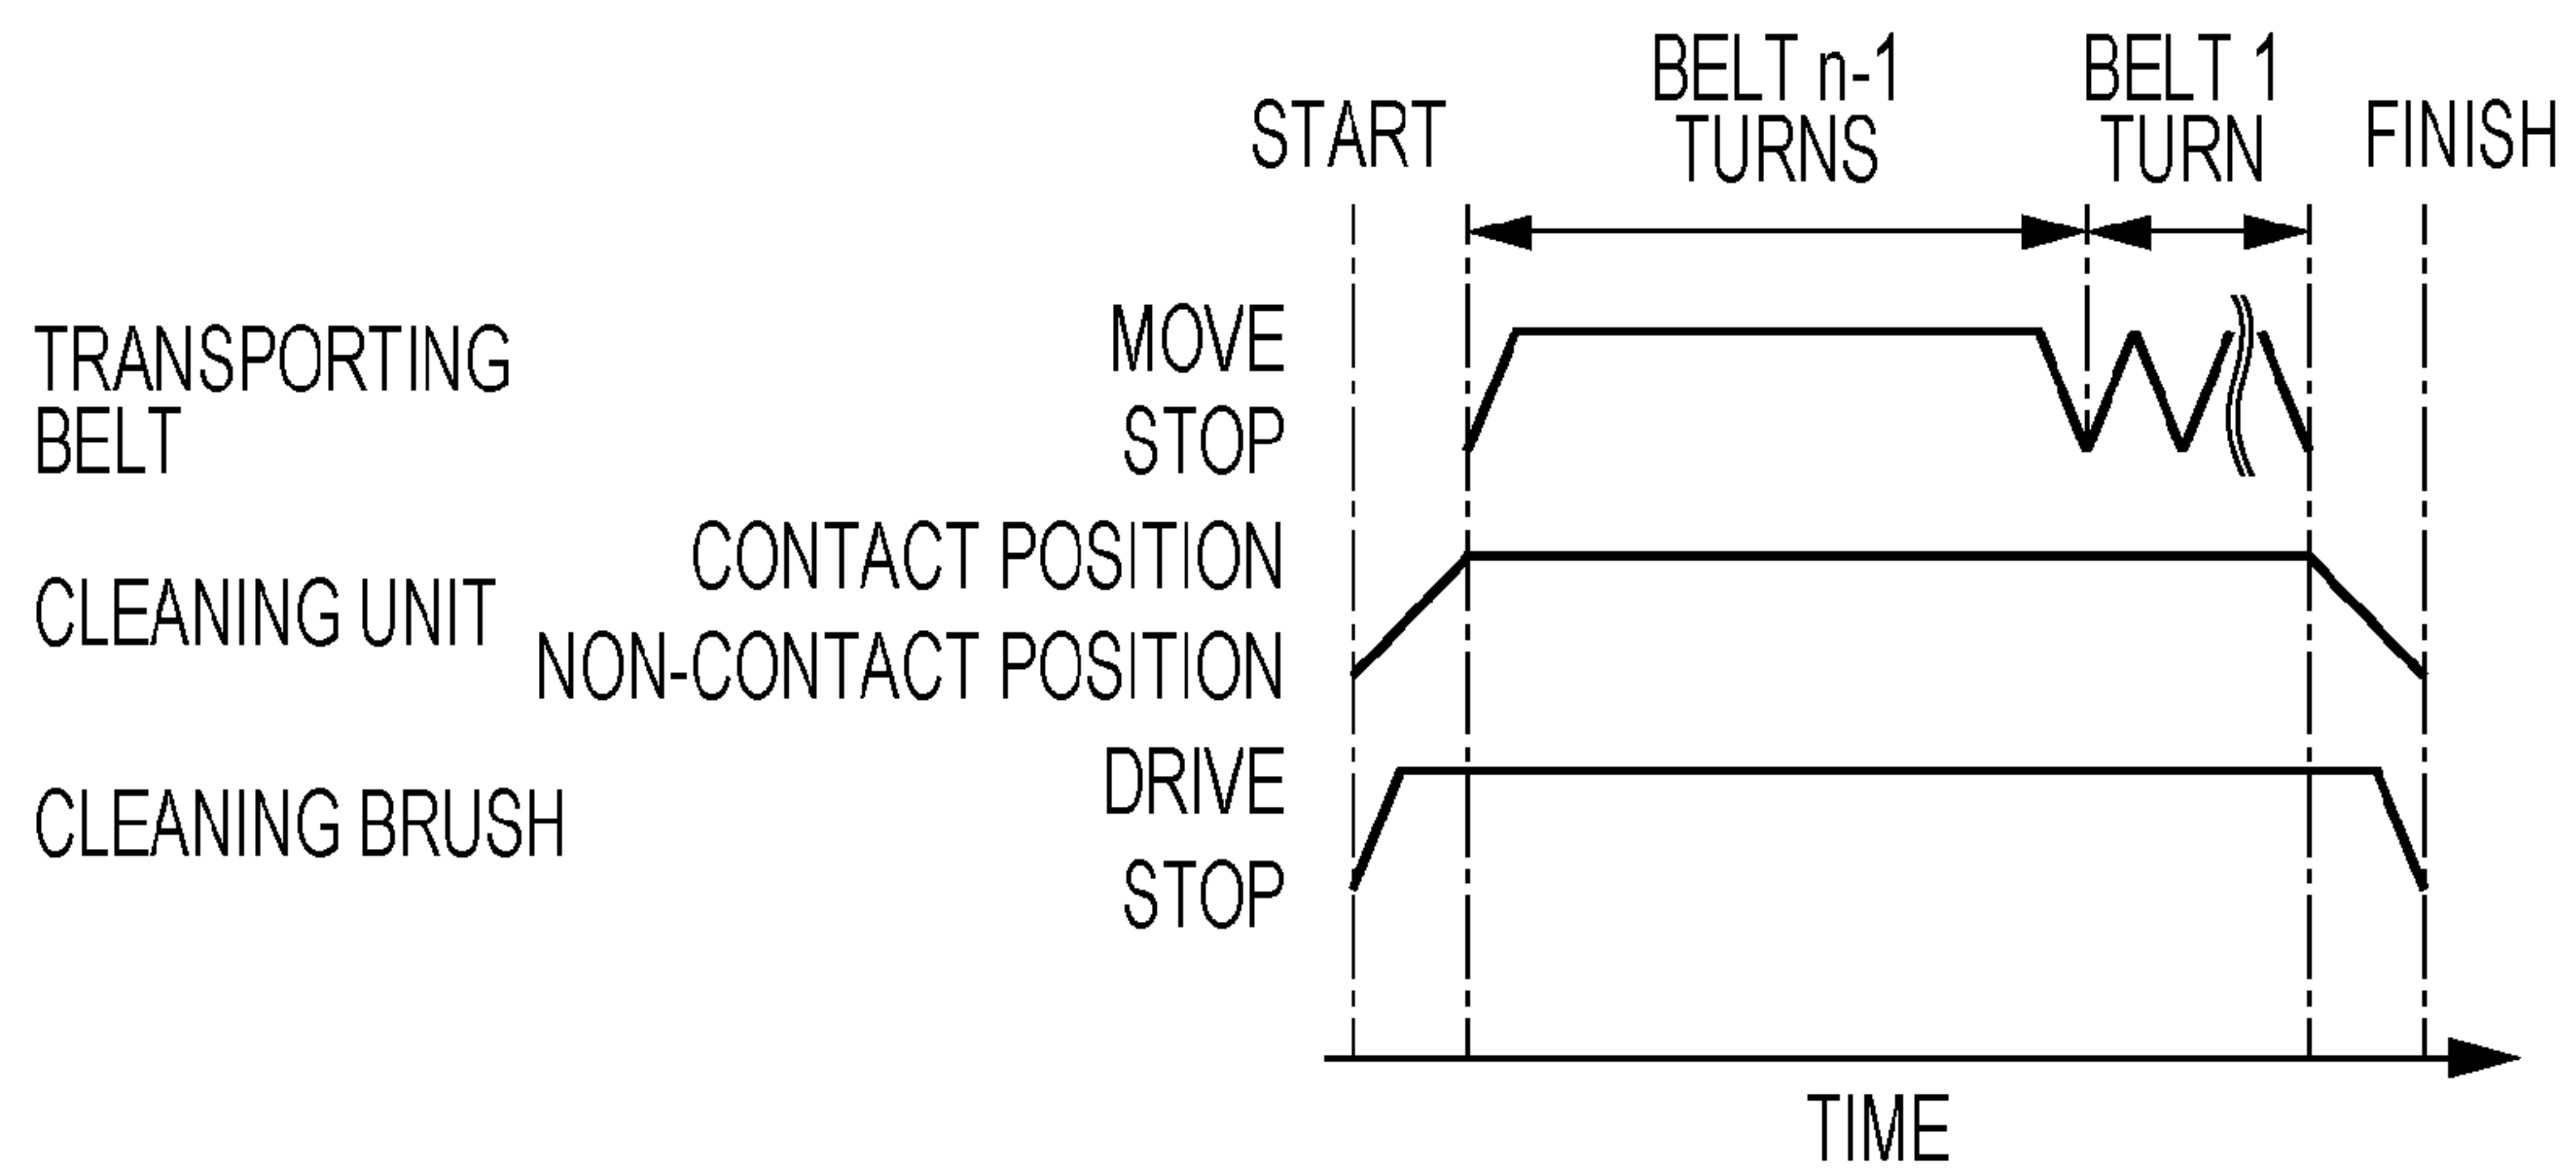 BELT n-1
TURNS
BELT 1
TURN
START
FINISH
TRANSPORTING
BELT
MOVE
STOP
CLEANING UNIT
CONTACT POSITION
NON-CONTACT POSITION
CLEANING BRUSH
DRIVE
STOP
TIME